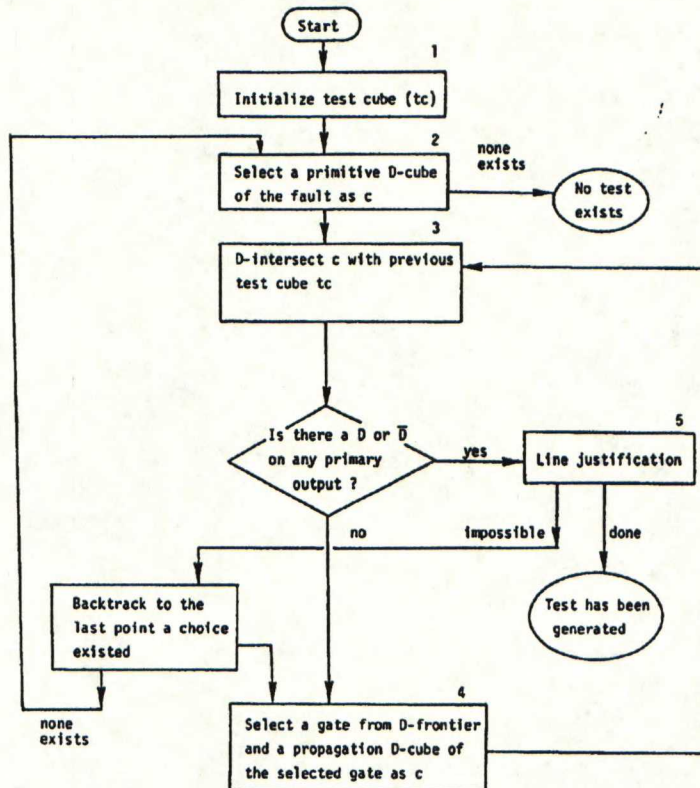 Start
1
Initialize test cube (tc)
2
Select a primitive D-cube
of the fault as c
none
exists
No test
exists
3
D-intersect c with previous
test cube tc
Is there a D or D̅
on any primary
output ?
yes
5
Line justification
no
impossible
done
Backtrack to the
last point a choice
existed
Test has been
generated
none
exists
4
Select a gate from D-frontier
and a propagation D-cube of
the selected gate as c